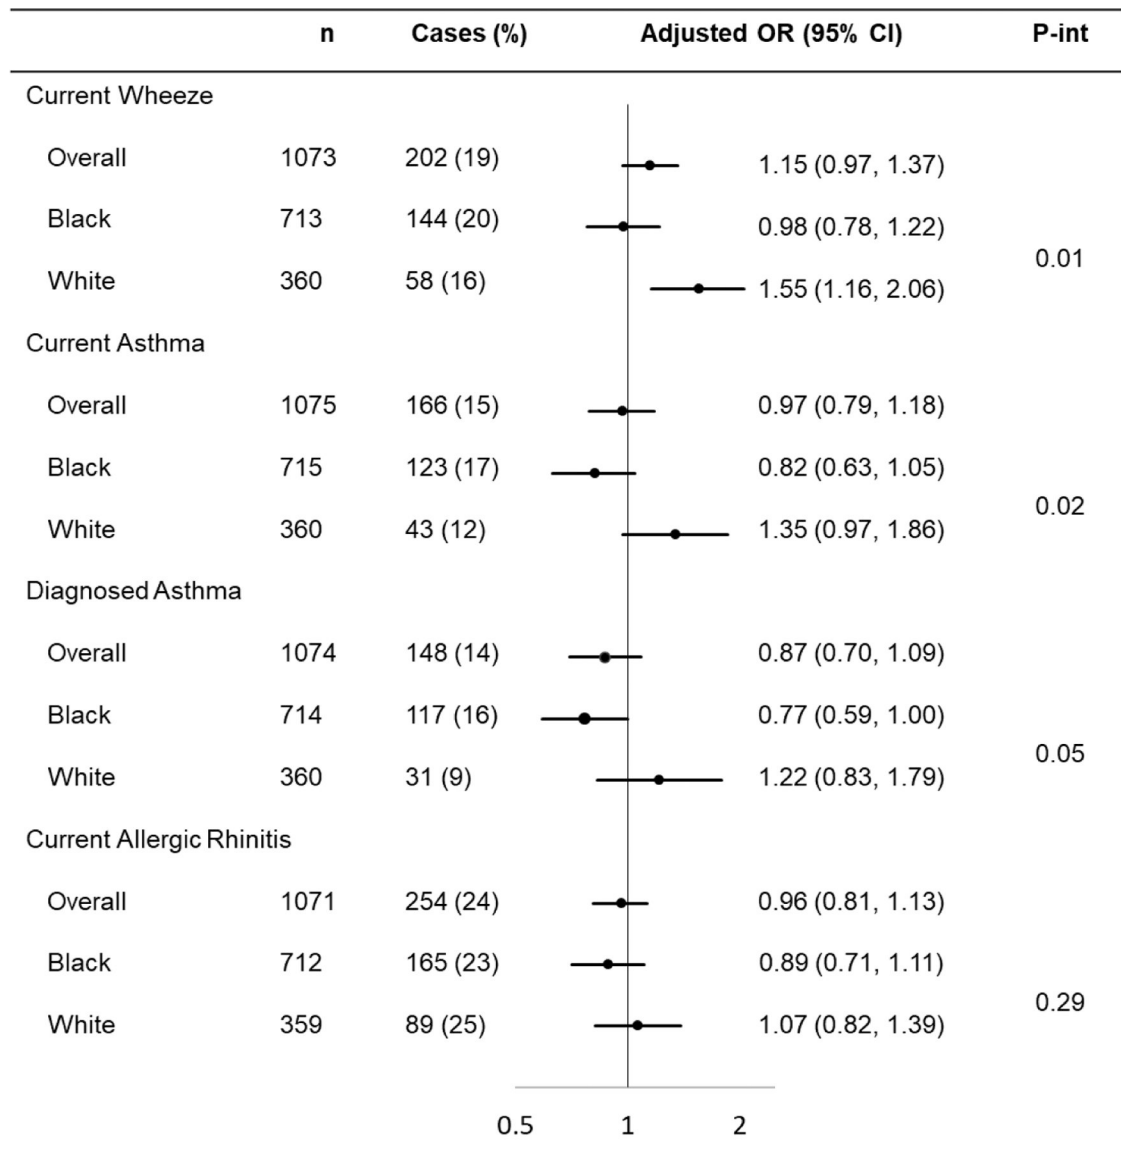 n Cases (%) Adjusted OR (95% CI) P-int
Current Wheeze
Overall 1073 202 (19) 1.15 (0.97, 1.37)
Black 713 144 (20) 0.98 (0.78, 1.22)
0.01
White 360 58 (16) 1.55 (1.16, 2.06)
Current Asthma
Overall 1075 166 (15) 0.97 (0.79, 1.18)
Black 715 123 (17) 0.82 (0.63, 1.05)
0.02
White 360 43 (12) 1.35 (0.97, 1.86)
Diagnosed Asthma
Overall 1074 148 (14) 0.87 (0.70, 1.09)
Black 714 117 (16) 0.77 (0.59, 1.00)
0.05
White 360 31 (9) 1.22 (0.83, 1.79)
Current Allergic Rhinitis
Overall 1071 254 (24) 0.96 (0.81, 1.13)
Black 712 165 (23) 0.89 (0.71, 1.11)
0.29
White 359 89 (25) 1.07 (0.82, 1.39)
0.5 1 2